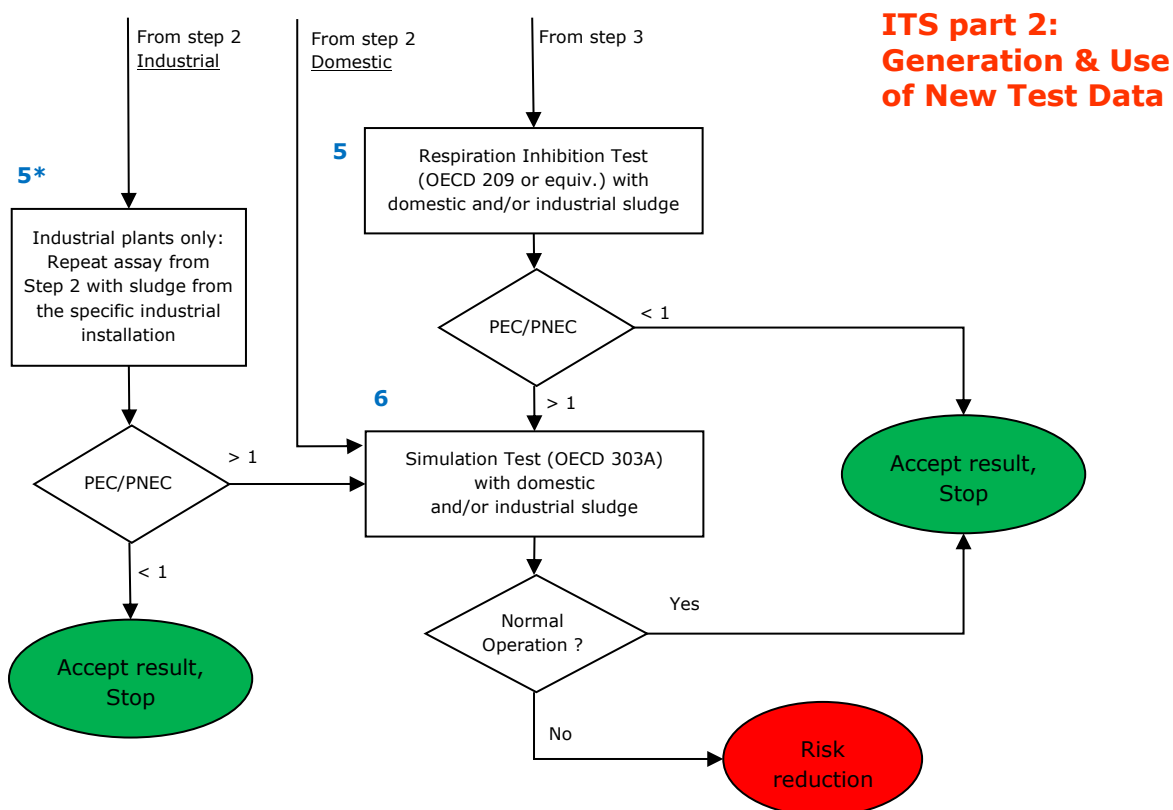 ITS part 2:
Generation & Use
of New Test Data
From step 2
Industrial
From step 2
Domestic
From step 3
5*
Industrial plants only:
Repeat assay from
Step 2 with sludge from
the specific industrial
installation
5
Respiration Inhibition Test
(OECD 209 or equiv.) with
domestic and/or industrial sludge
PEC/PNEC
< 1
> 1
6
PEC/PNEC
> 1
< 1
Simulation Test (OECD 303A)
with domestic
and/or industrial sludge
Accept result,
Stop
Normal
Operation ?
Yes
No
Accept result,
Stop
Risk
reduction